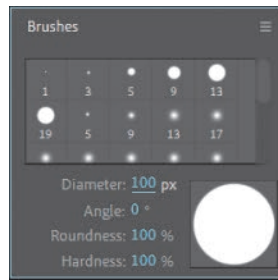 Brushes
1 3 5 9 13
19 5 9 13 17
Diameter: 100 px
Angle: 0 °
Roundness: 100 %
Hardness: 100 %